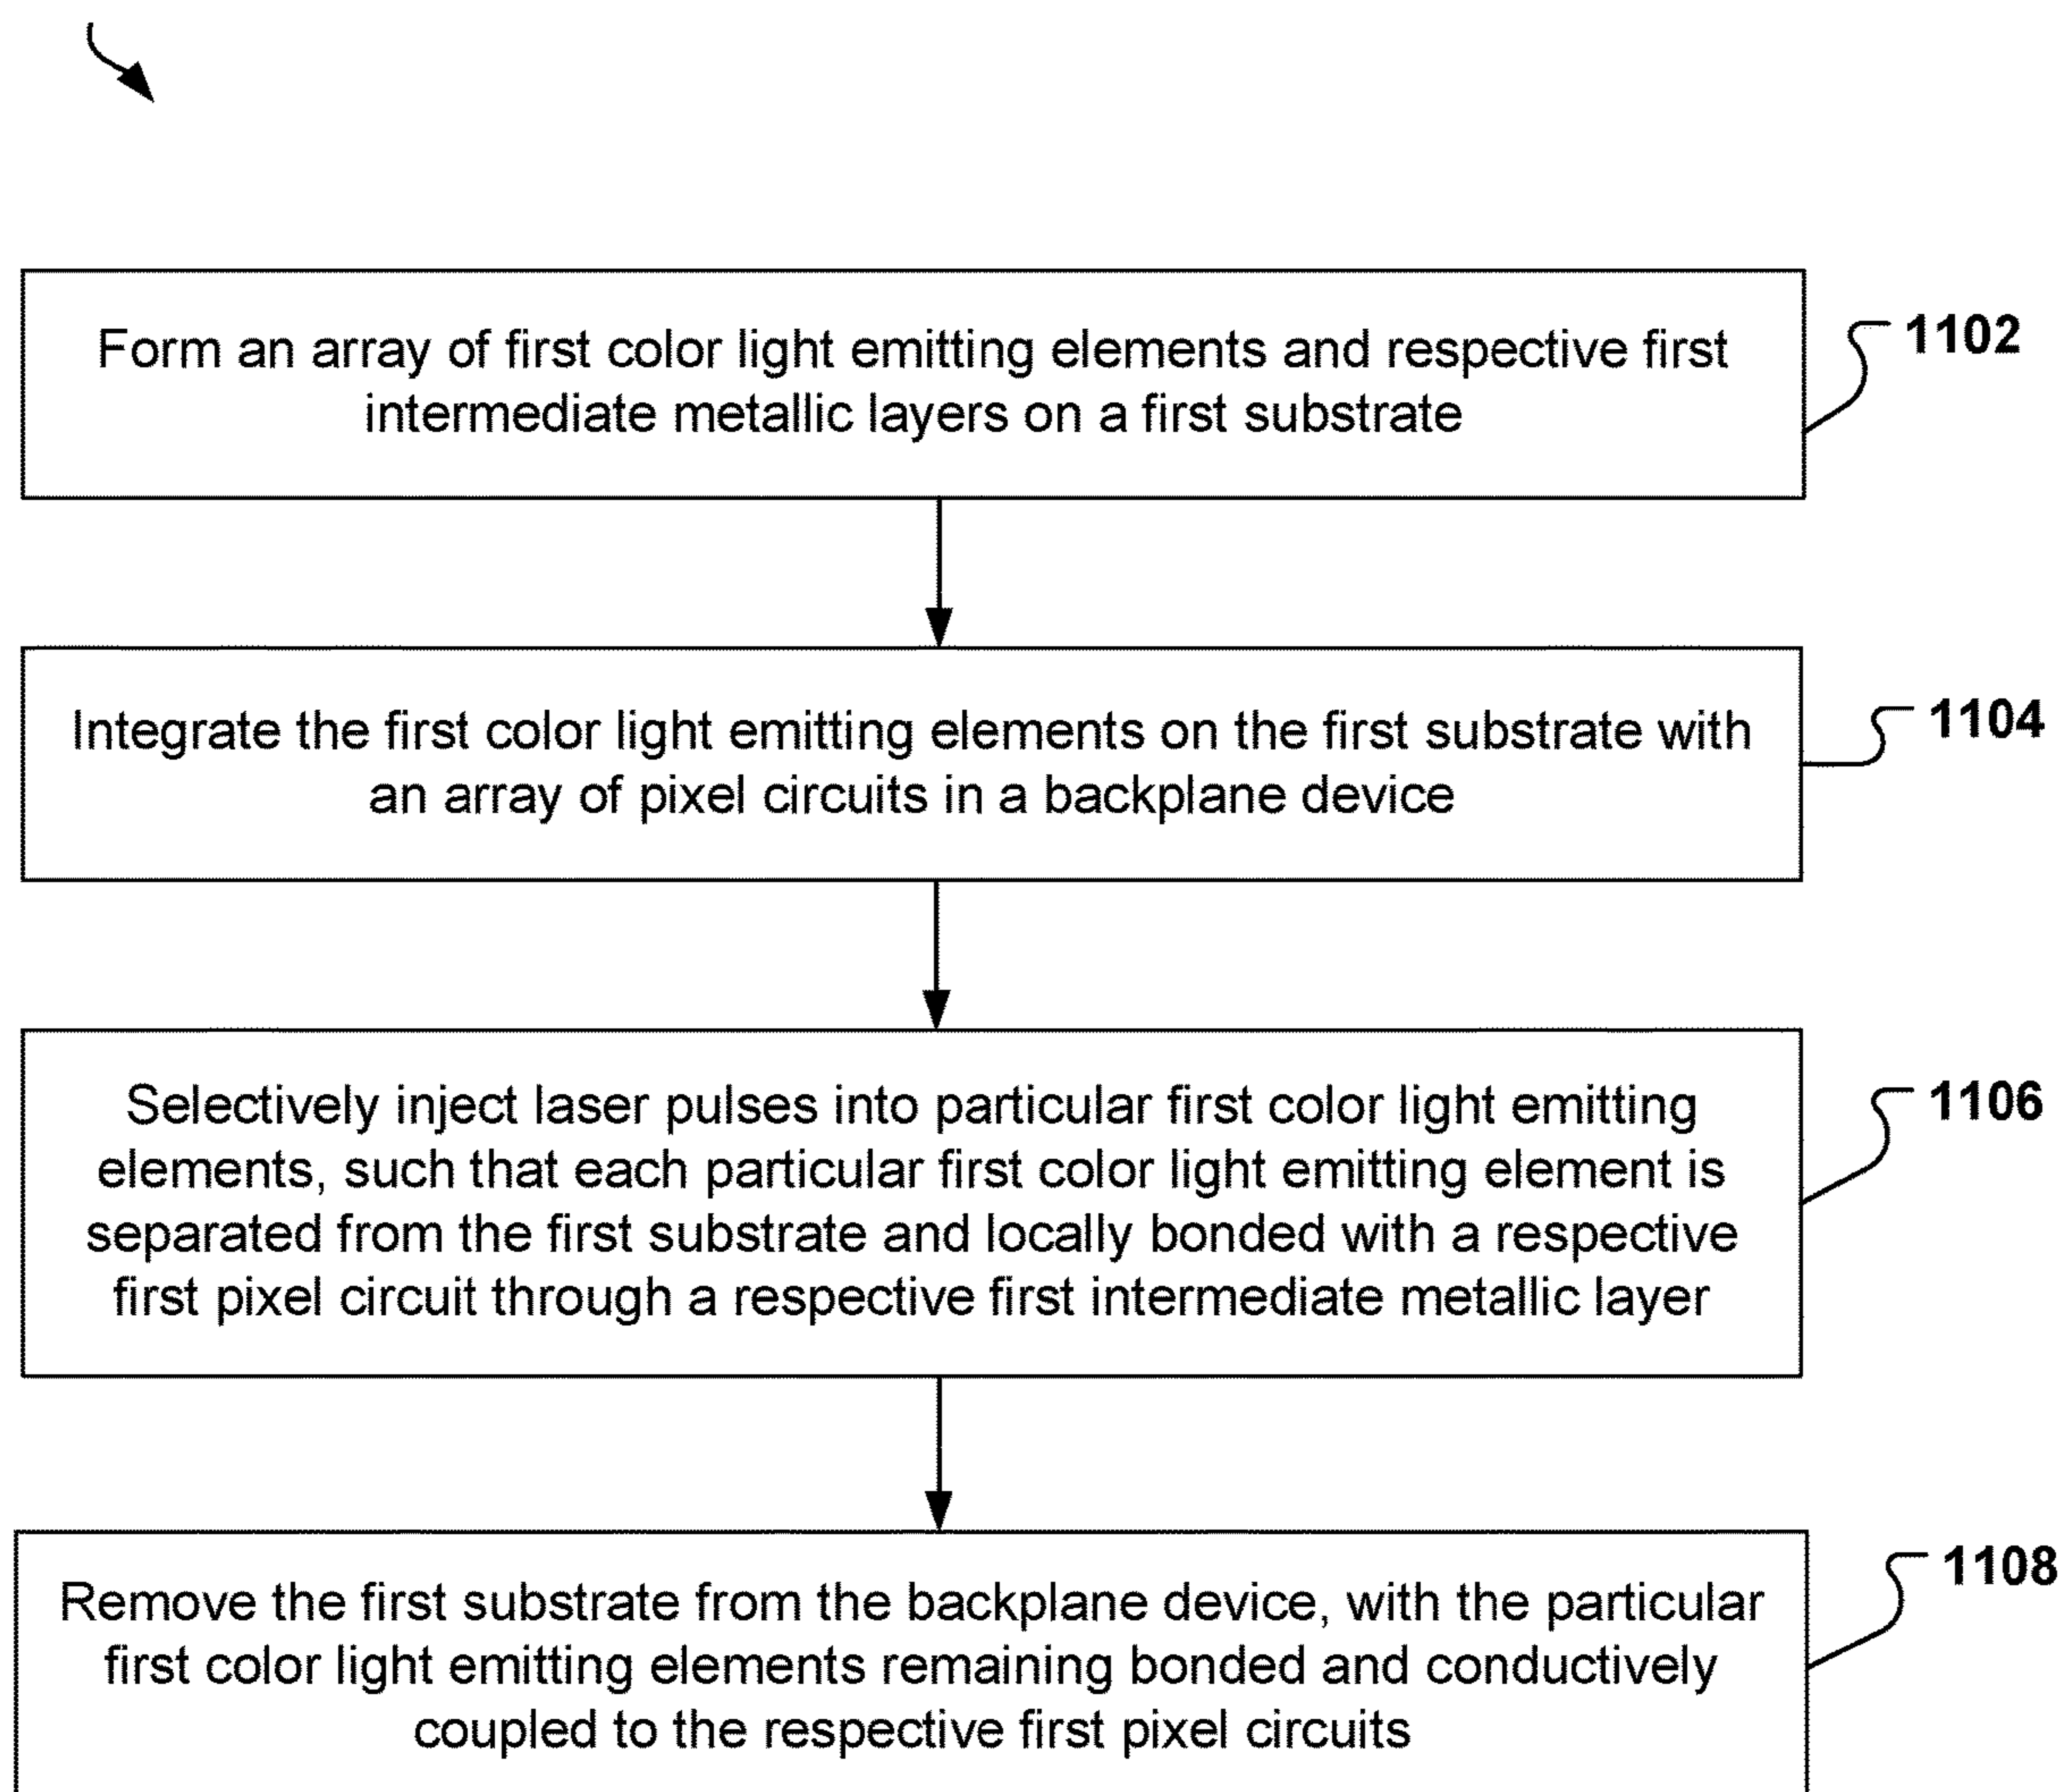 Form an array of first color light emitting elements and respective first
intermediate metallic layers on a first substrate
1102
Integrate the first color light emitting elements on the first substrate with
an array of pixel circuits in a backplane device
1104
Selectively inject laser pulses into particular first color light emitting
elements, such that each particular first color light emitting element is
separated from the first substrate and locally bonded with a respective
first pixel circuit through a respective first intermediate metallic layer
1106
Remove the first substrate from the backplane device, with the particular
first color light emitting elements remaining bonded and conductively
coupled to the respective first pixel circuits
1108